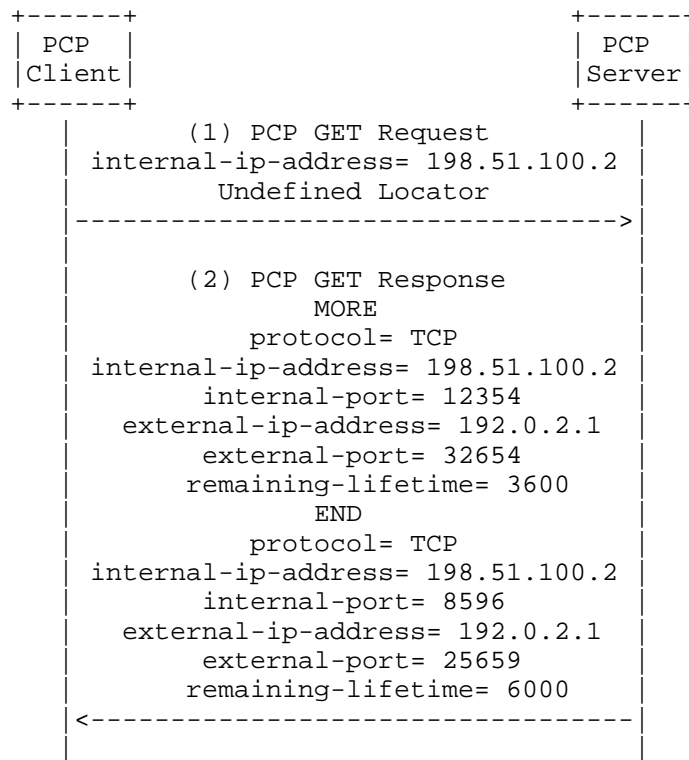 PCP PCP
Client Server
(1) PCP GET Request
internal-ip-address= 198.51.100.2
Undefined Locator
(2) PCP GET Response
MORE
protocol= TCP
internal-ip-address= 198.51.100.2
internal-port= 12354
external-ip-address= 192.0.2.1
external-port= 32654
remaining-lifetime= 3600
END
protocol= TCP
internal-ip-address= 198.51.100.2
internal-port= 8596
external-ip-address= 192.0.2.1
external-port= 25659
remaining-lifetime= 6000